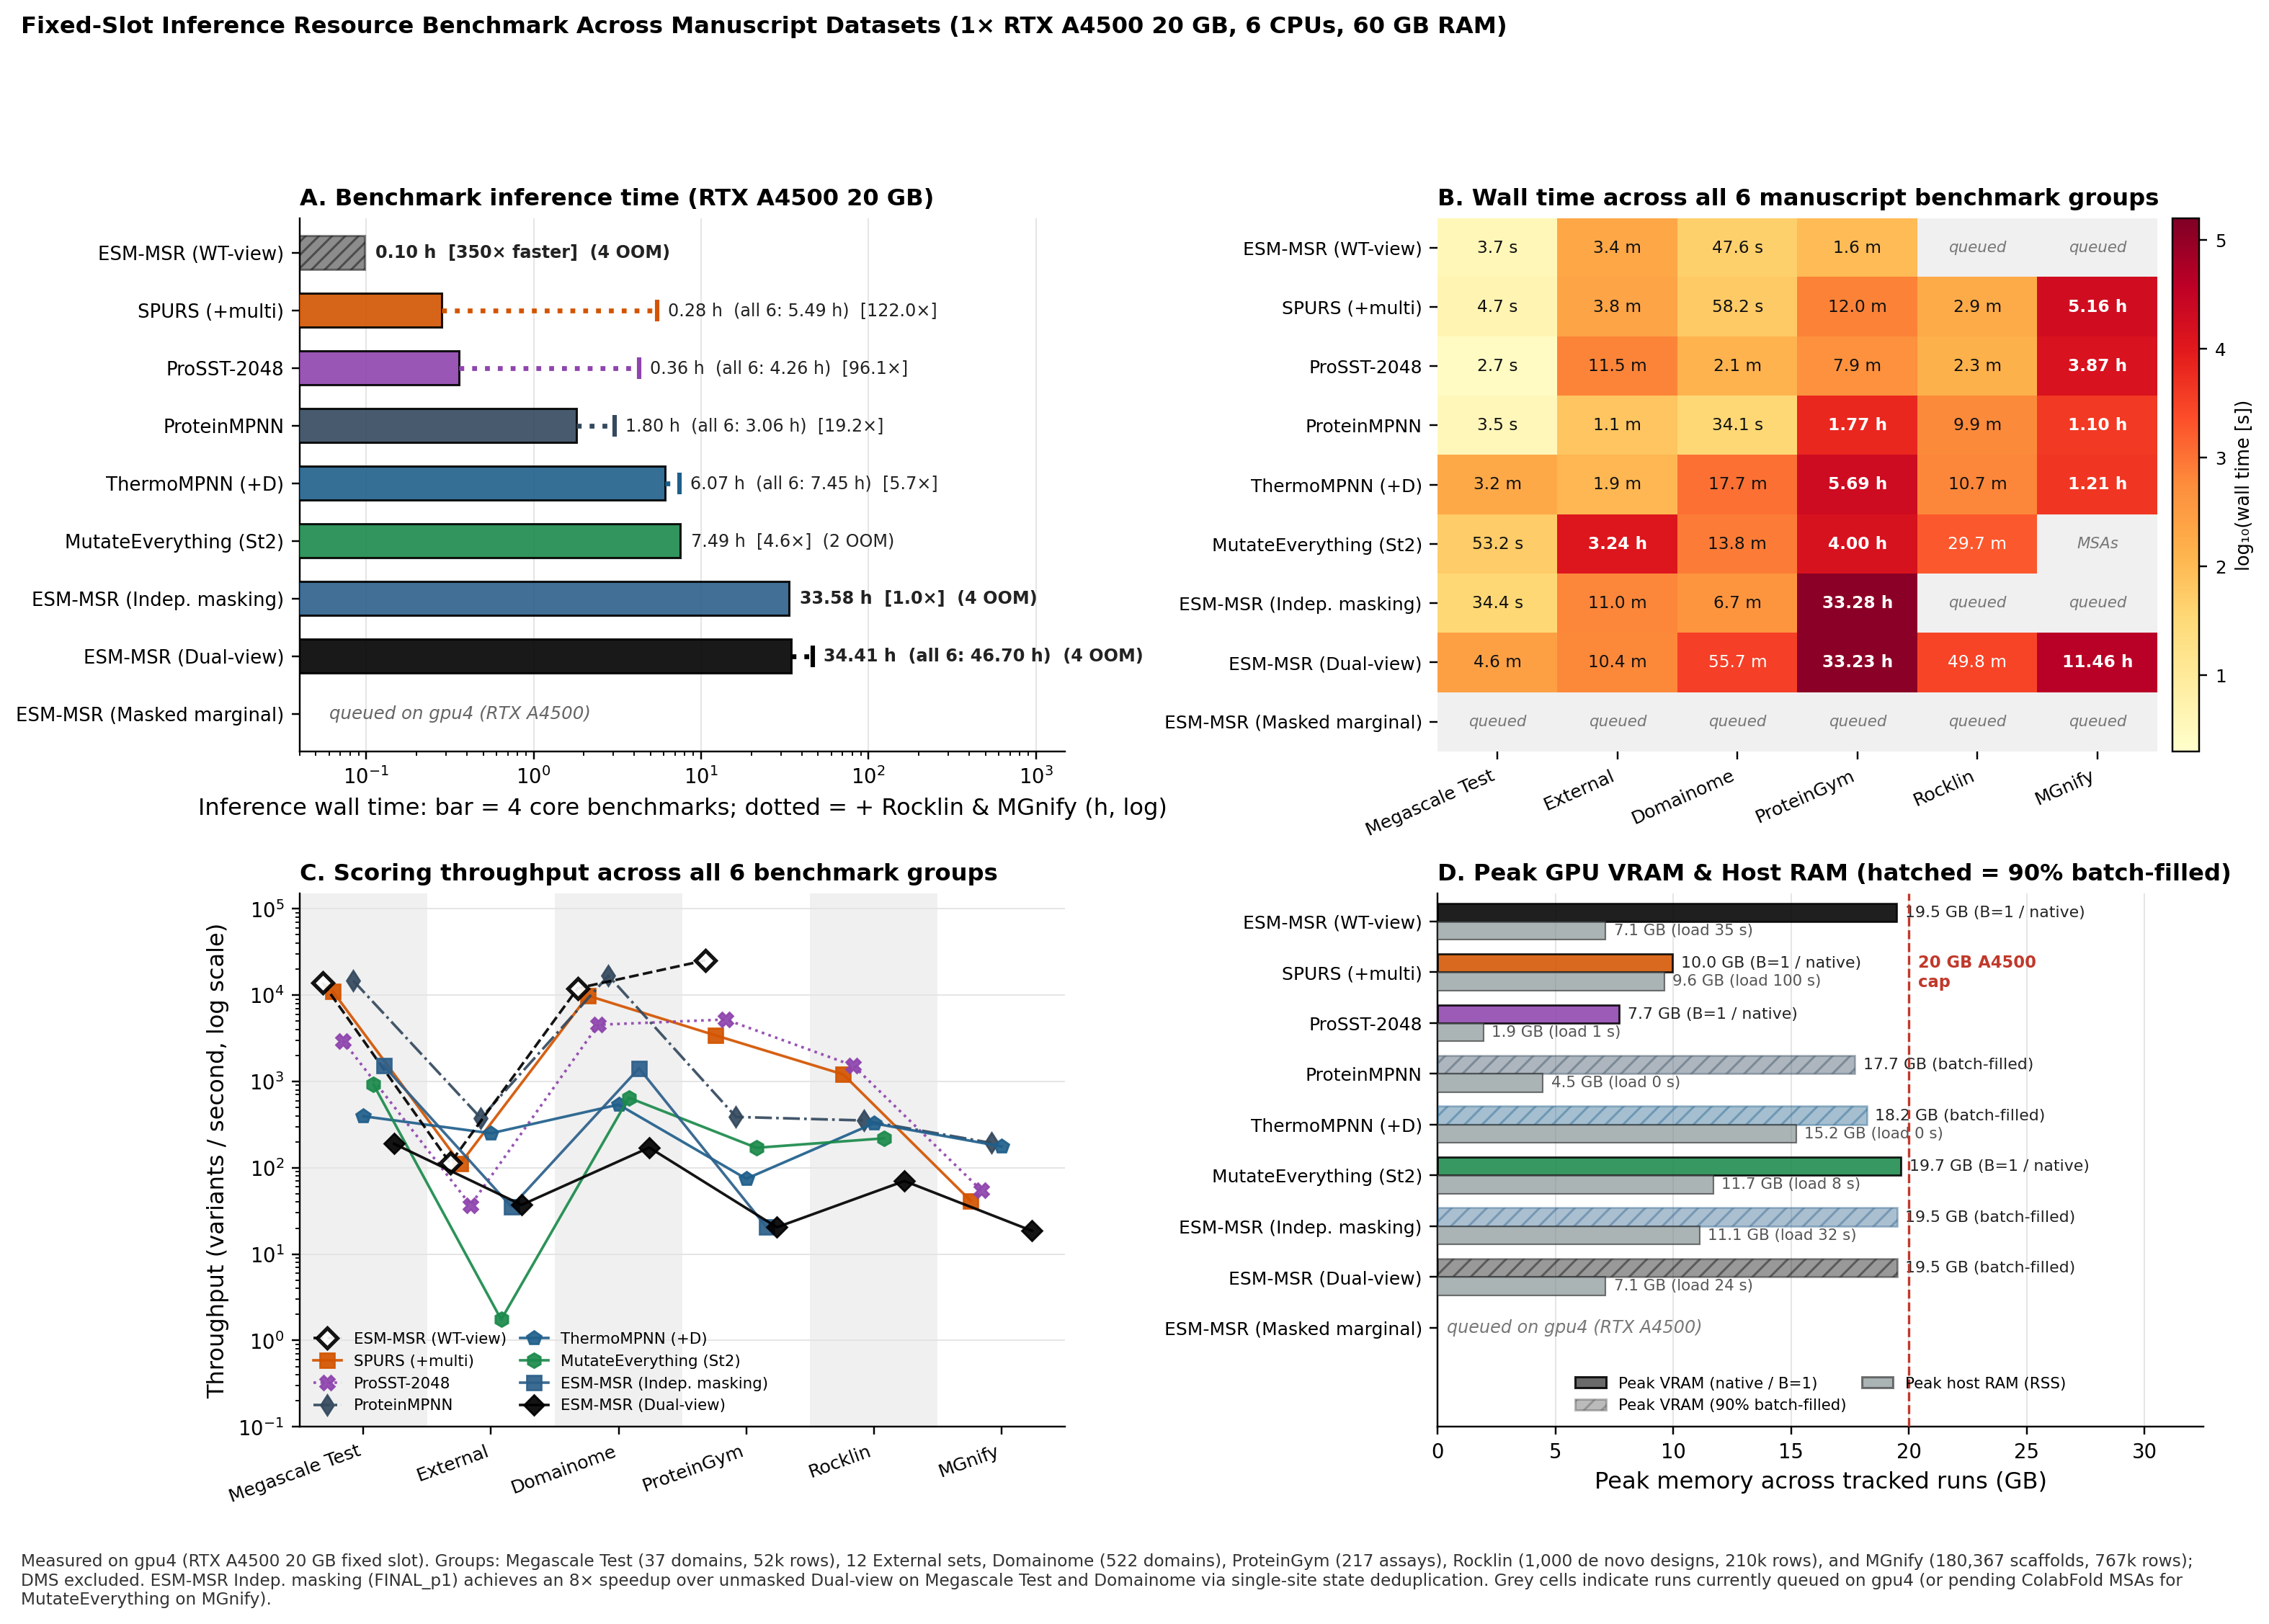 Fixed-Slot Inference Resource Benchmark Across Manuscript Datasets (1× RTX A4500 20 GB, 6 CPUs, 60 GB RAM)
A. Benchmark inference time (RTX A4500 20 GB)
ESM-MSR (WT-view)
0.10 h [350× faster] (4 OOM)
SPURS (+multi)
0.28 h (all 6: 5.49 h) [122.0×]
ProSST-2048
0.36 h (all 6: 4.26 h) [96.1×]
ProteinMPNN
1.80 h (all 6: 3.06 h) [19.2×]
ThermoMPNN (+D)
6.07 h (all 6: 7.45 h) [5.7×]
MutateEverything (St2)
7.49 h [4.6×] (2 OOM)
ESM-MSR (Indep. masking)
33.58 h [1.0×] (4 OOM)
ESM-MSR (Dual-view)
34.41 h (all 6: 46.70 h) (4 OOM)
ESM-MSR (Masked marginal)
queued on gpu4 (RTX A4500)
10⁻¹ 10⁰ 10¹ 10² 10³
Inference wall time: bar = 4 core benchmarks; dotted = + Rocklin & MGnify (h, log)
B. Wall time across all 6 manuscript benchmark groups
ESM-MSR (WT-view) 3.7 s 3.4 m 47.6 s 1.6 m queued queued
SPURS (+multi) 4.7 s 3.8 m 58.2 s 12.0 m 2.9 m 5.16 h
ProSST-2048 2.7 s 11.5 m 2.1 m 7.9 m 2.3 m 3.87 h
ProteinMPNN 3.5 s 1.1 m 34.1 s 1.77 h 9.9 m 1.10 h
ThermoMPNN (+D) 3.2 m 1.9 m 17.7 m 5.69 h 10.7 m 1.21 h
MutateEverything (St2) 53.2 s 3.24 h 13.8 m 4.00 h 29.7 m MSAs
ESM-MSR (Indep. masking) 34.4 s 11.0 m 6.7 m 33.28 h queued queued
ESM-MSR (Dual-view) 4.6 m 10.4 m 55.7 m 33.23 h 49.8 m 11.46 h
ESM-MSR (Masked marginal) queued queued queued queued queued queued
Megascale Test External Domainome ProteinGym Rocklin MGnify
5
4
3
2
1
log₁₀(wall time [s])
C. Scoring throughput across all 6 benchmark groups
Throughput (variants / second, log scale)
10⁵
10⁴
10³
10²
10¹
10⁰
10⁻¹
ESM-MSR (WT-view) ThermoMPNN (+D)
SPURS (+multi) MutateEverything (St2)
ProSST-2048 ESM-MSR (Indep. masking)
ProteinMPNN ESM-MSR (Dual-view)
Megascale Test External Domainome ProteinGym Rocklin MGnify
D. Peak GPU VRAM & Host RAM (hatched = 90% batch-filled)
ESM-MSR (WT-view)
19.5 GB (B=1 / native)
7.1 GB (load 35 s)
SPURS (+multi)
10.0 GB (B=1 / native)
9.6 GB (load 100 s)
20 GB A4500
cap
ProSST-2048
7.7 GB (B=1 / native)
1.9 GB (load 1 s)
ProteinMPNN
17.7 GB (batch-filled)
4.5 GB (load 0 s)
ThermoMPNN (+D)
18.2 GB (batch-filled)
15.2 GB (load 0 s)
MutateEverything (St2)
19.7 GB (B=1 / native)
11.7 GB (load 8 s)
ESM-MSR (Indep. masking)
19.5 GB (batch-filled)
11.1 GB (load 32 s)
ESM-MSR (Dual-view)
19.5 GB (batch-filled)
7.1 GB (load 24 s)
ESM-MSR (Masked marginal)
queued on gpu4 (RTX A4500)
Peak VRAM (native / B=1) Peak host RAM (RSS)
Peak VRAM (90% batch-filled)
0 5 10 15 20 25 30
Peak memory across tracked runs (GB)
Measured on gpu4 (RTX A4500 20 GB fixed slot). Groups: Megascale Test (37 domains, 52k rows), 12 External sets, Domainome (522 domains), ProteinGym (217 assays), Rocklin (1,000 de novo designs, 210k rows), and MGnify (180,367 scaffolds, 767k rows);
DMS excluded. ESM-MSR Indep. masking (FINAL_p1) achieves an 8× speedup over unmasked Dual-view on Megascale Test and Domainome via single-site state deduplication. Grey cells indicate runs currently queued on gpu4 (or pending ColabFold MSAs for
MutateEverything on MGnify).